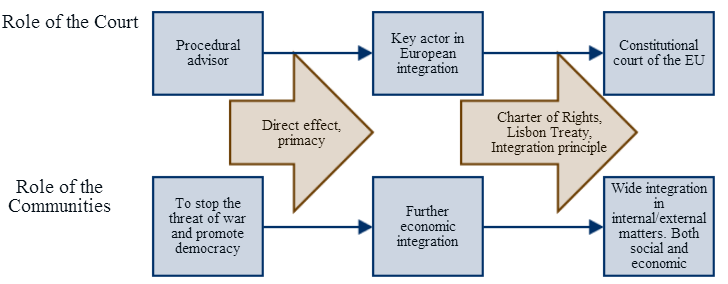 Role of the Court
Procedural
advisor
Key actor in
European
integration
Constitutional
court of the EU
Direct effect,
primacy
Charter of Rights,
Lisbon Treaty,
Integration principle
Role of the
Communities
To stop the
threat of war
and promote
democracy
Further
economic
integration
Wide integration
in
internal/external
matters. Both
social and
economic